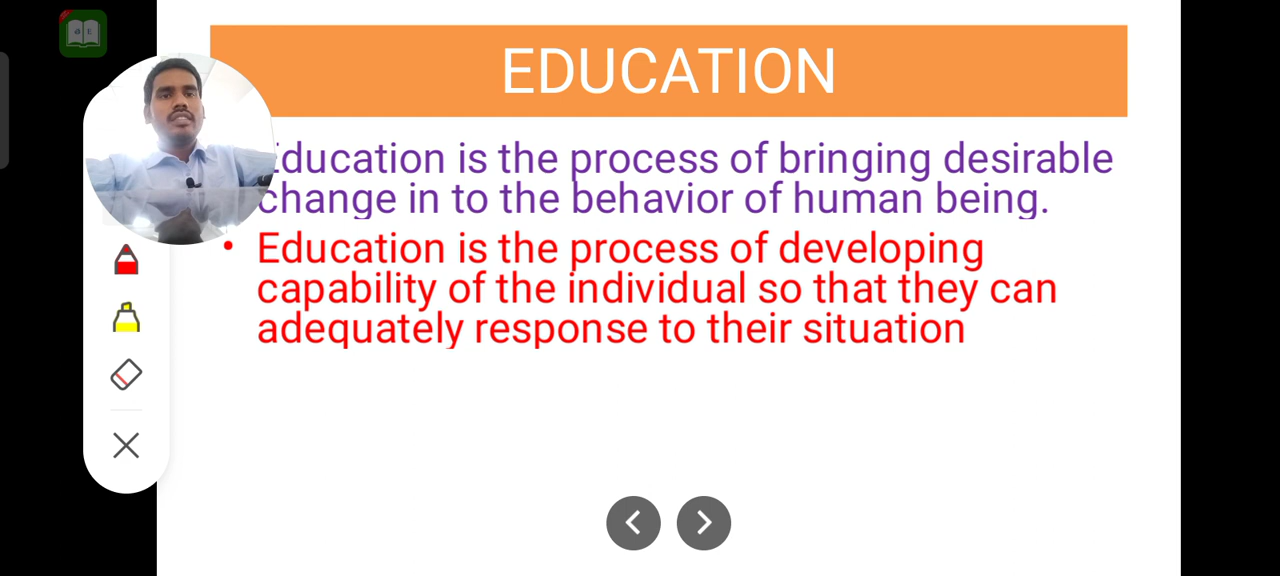 EDUCATION
Education is the process of bringing desirable
change in to the behavior of human being.
• Education is the process of developing
capability of the individual so that they can
adequately response to their situation